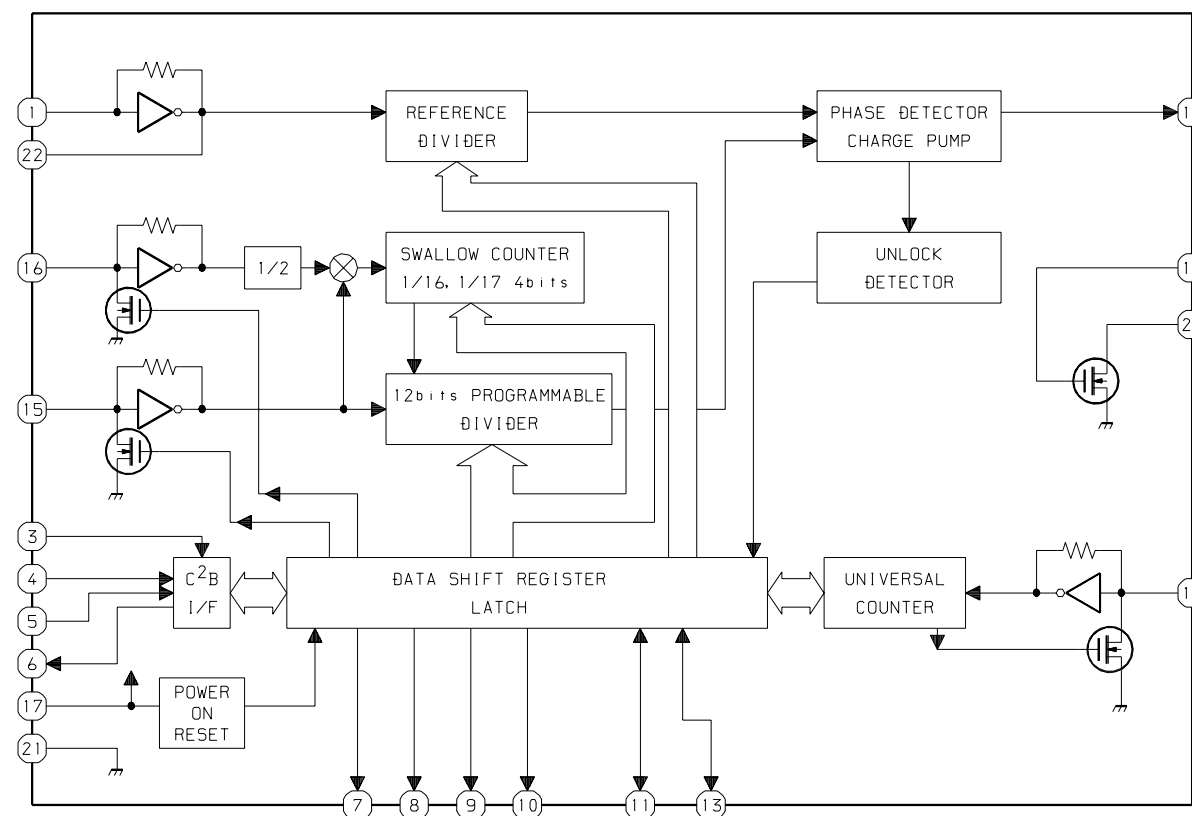 1
REFERENCE
DIVIDER
PHASE DETECTOR
CHARGE PUMP
22
16
1/2
SWALLOW COUNTER
1/16, 1/17 4bits
UNLOCK
DETECTOR
15
12bits PROGRAMMABLE
DIVIDER
3
4
5
6
C²B
I/F
DATA SHIFT REGISTER
LATCH
UNIVERSAL
COUNTER
17
POWER
ON
RESET
21
7
8
9
10
11
13